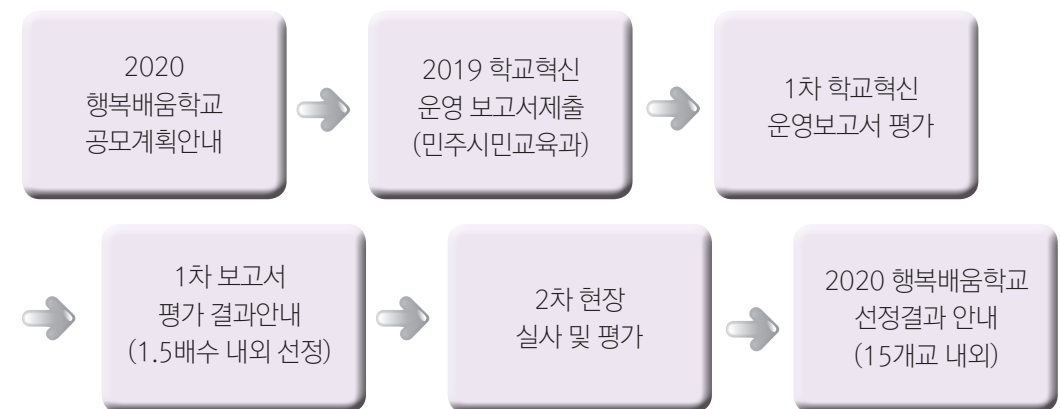 2020
행복배움학교
공모계획안내
2019 학교혁신
운영 보고서제출
(민주시민교육과)
1차 학교혁신
운영보고서 평가
1차 보고서
평가 결과안내
(1.5배수 내외 선정)
2차 현장
실사 및 평가
2020 행복배움학교
선정결과 안내
(15개교 내외)